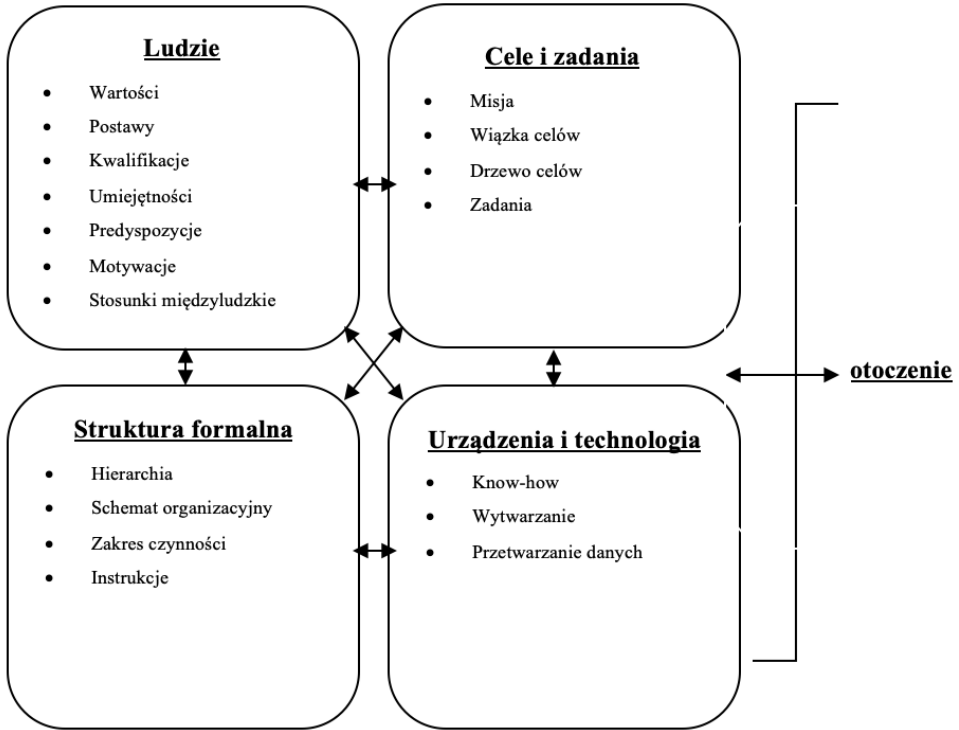 Ludzie
Wartości
Postawy
Kwalifikacje
Umiejętności
Predyspozycje
Motywacje
Stosunki międzyludzkie
Cele i zadania
Misja
Wiązka celów
Drzewo celów
Zadania
otoczenie
Struktura formalna
Hierarchia
Schemat organizacyjny
Zakres czynności
Instrukcje
Urządzenia i technologia
Know-how
Wytwarzanie
Przetwarzanie danych